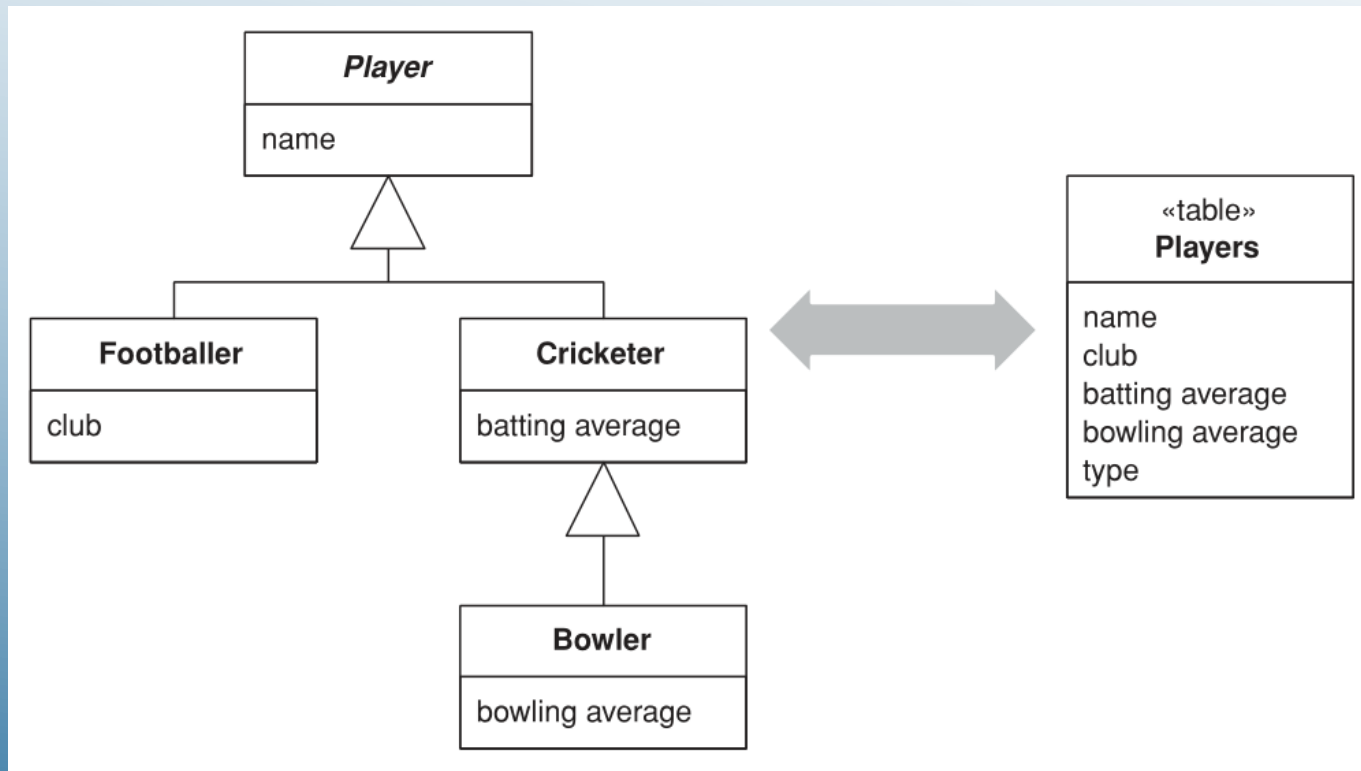 Player
name
Footballer
club
Cricketer
batting average
Bowler
bowling average
«table»
Players
name
club
batting average
bowling average
type